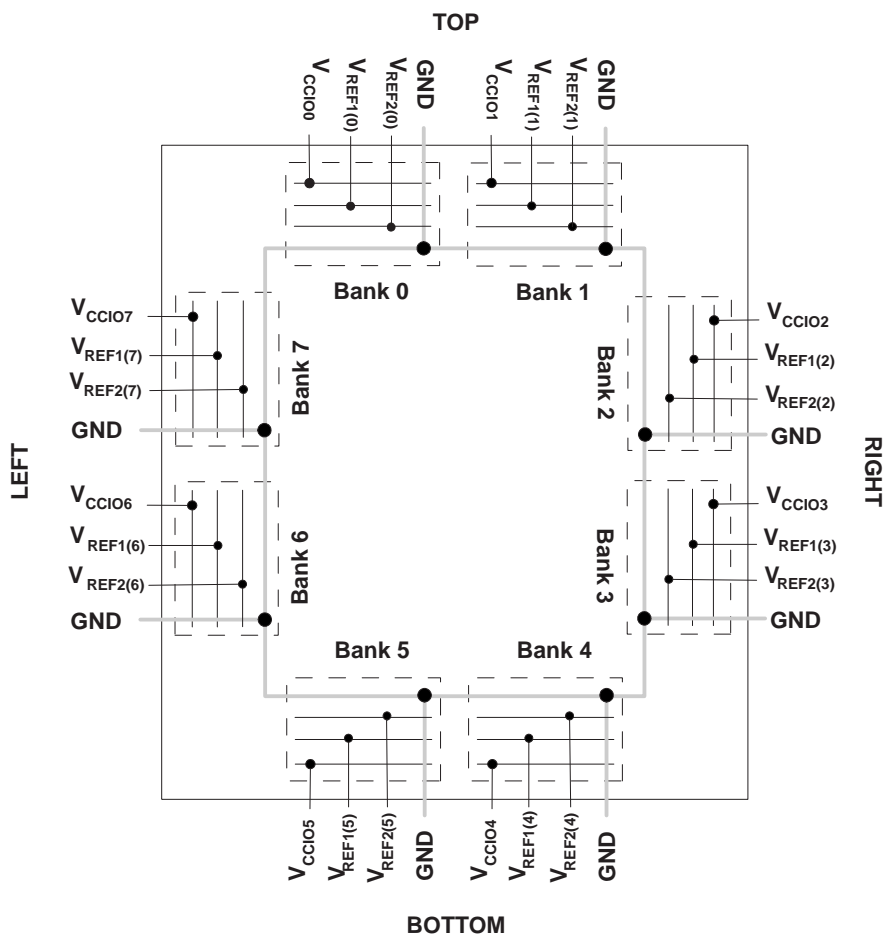 TOP
VCCIO0
VREF1(0)
VREF2(0)
GND
VCCIO1
VREF1(1)
VREF2(1)
GND
Bank 0
Bank 1
VCCIO7
VREF1(7)
VREF2(7)
GND
Bank 7
Bank 2
VCCIO2
VREF1(2)
VREF2(2)
GND
LEFT
RIGHT
VCCIO6
VREF1(6)
VREF2(6)
GND
Bank 6
Bank 3
VCCIO3
VREF1(3)
VREF2(3)
GND
Bank 5
Bank 4
VCCIO5
VREF1(5)
VREF2(5)
GND
VCCIO4
VREF1(4)
VREF2(4)
GND
BOTTOM